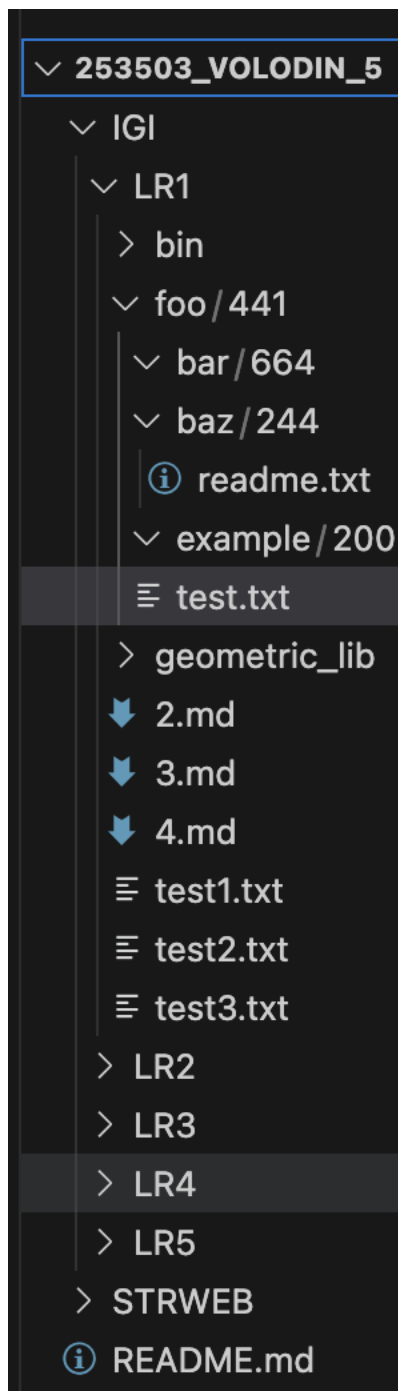 253503_VOLODIN_5
IGI
LR1
bin
foo/441
bar/664
baz/244
readme.txt
example/200
test.txt
geometric_lib
2.md
3.md
4.md
test1.txt
test2.txt
test3.txt
LR2
LR3
LR4
LR5
STRWEB
README.md